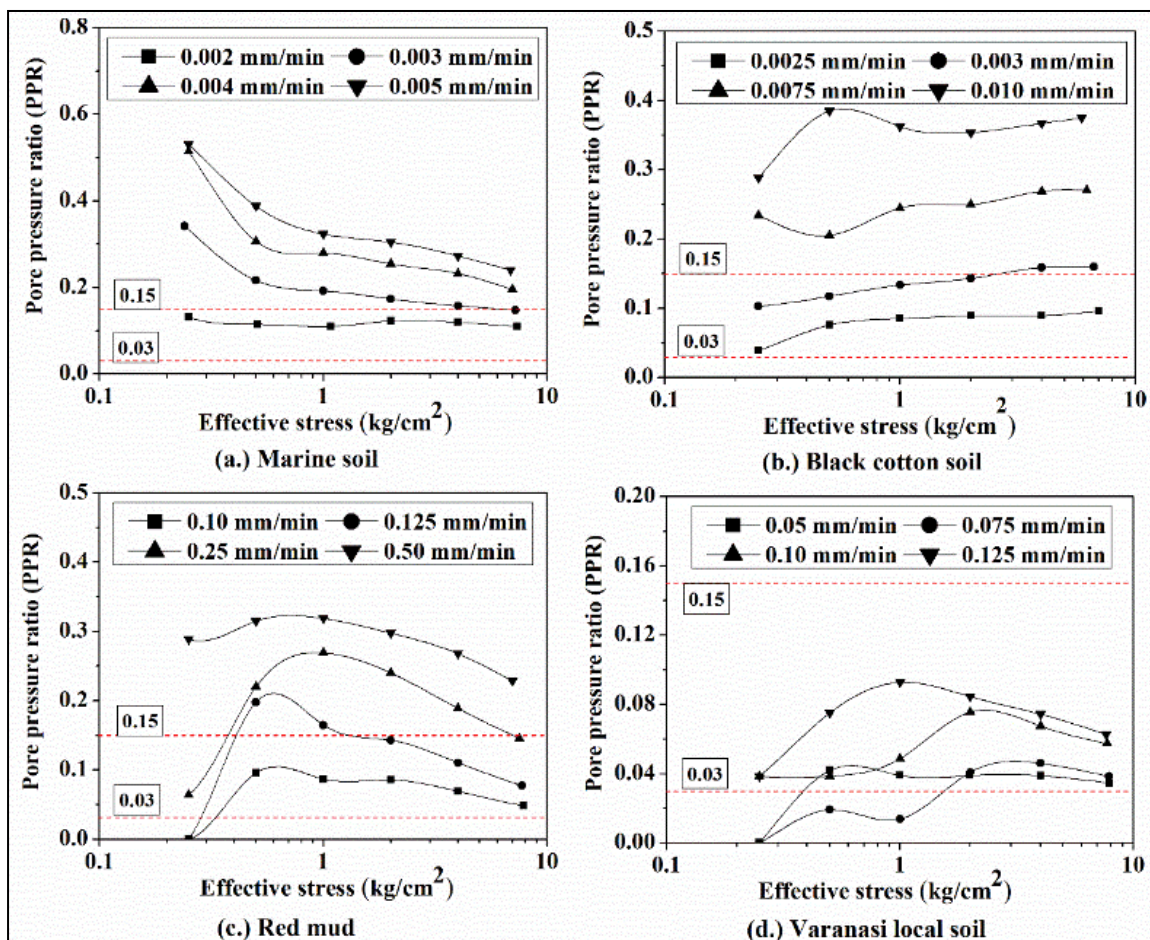 0.002 mm/min 0.003 mm/min
0.004 mm/min 0.005 mm/min
0.8
0.6
0.4
0.2
0.0
0.15
0.03
Pore pressure ratio (PPR)
0.1 1 10
Effective stress (kg/cm2)
(a.) Marine soil
0.0025 mm/min 0.003 mm/min
0.0075 mm/min 0.010 mm/min
0.5
0.4
0.3
0.2
0.1
0.0
0.15
0.03
Pore pressure ratio (PPR)
0.1 1 10
Effective stress (kg/cm2)
(b.) Black cotton soil
0.10 mm/min 0.125 mm/min
0.25 mm/min 0.50 mm/min
0.5
0.4
0.3
0.2
0.1
0.0
0.15
0.03
Pore pressure ratio (PPR)
0.1 1 10
Effective stress (kg/cm2)
(c.) Red mud
0.05 mm/min 0.075 mm/min
0.10 mm/min 0.125 mm/min
0.20
0.16
0.12
0.08
0.04
0.00
0.15
0.03
Pore pressure ratio (PPR)
0.1 1 10
Effective stress (kg/cm2)
(d.) Varanasi local soil